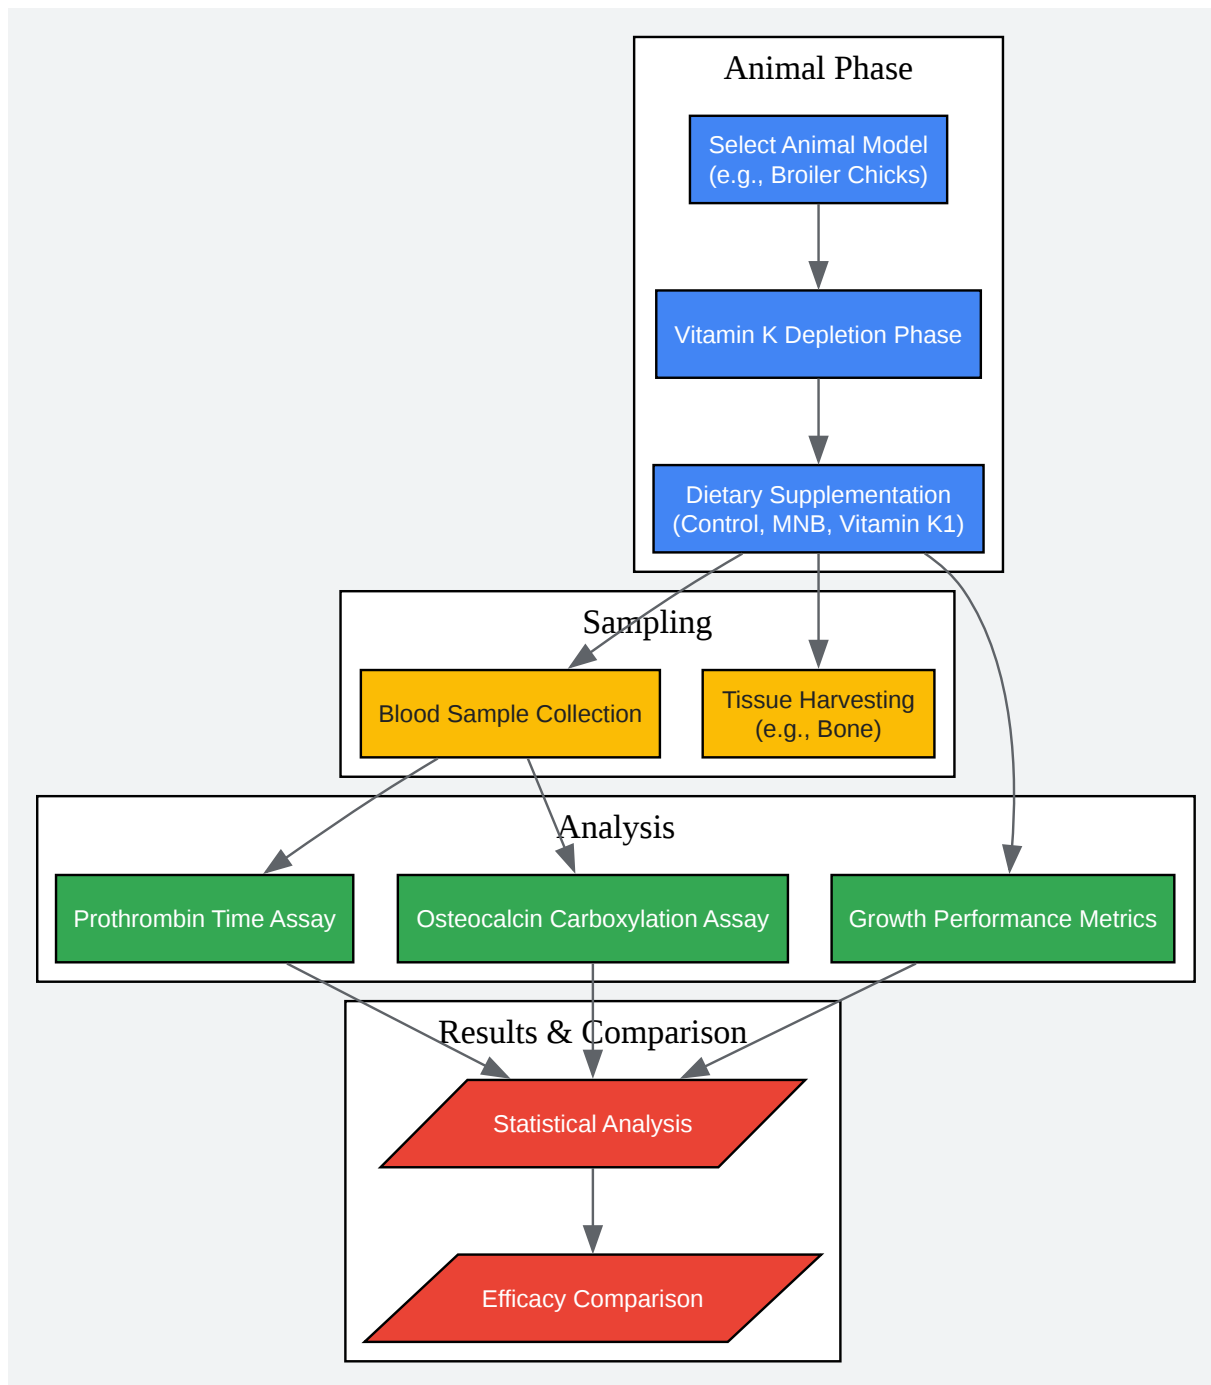 Animal Phase
Select Animal Model
(e.g., Broiler Chicks)
Vitamin K Depletion Phase
Dietary Supplementation
(Control, MNB, Vitamin K1)
Sampling
Blood Sample Collection
Tissue Harvesting
(e.g., Bone)
Analysis
Prothrombin Time Assay
Osteocalcin Carboxylation Assay
Growth Performance Metrics
Results & Comparison
Statistical Analysis
Efficacy Comparison